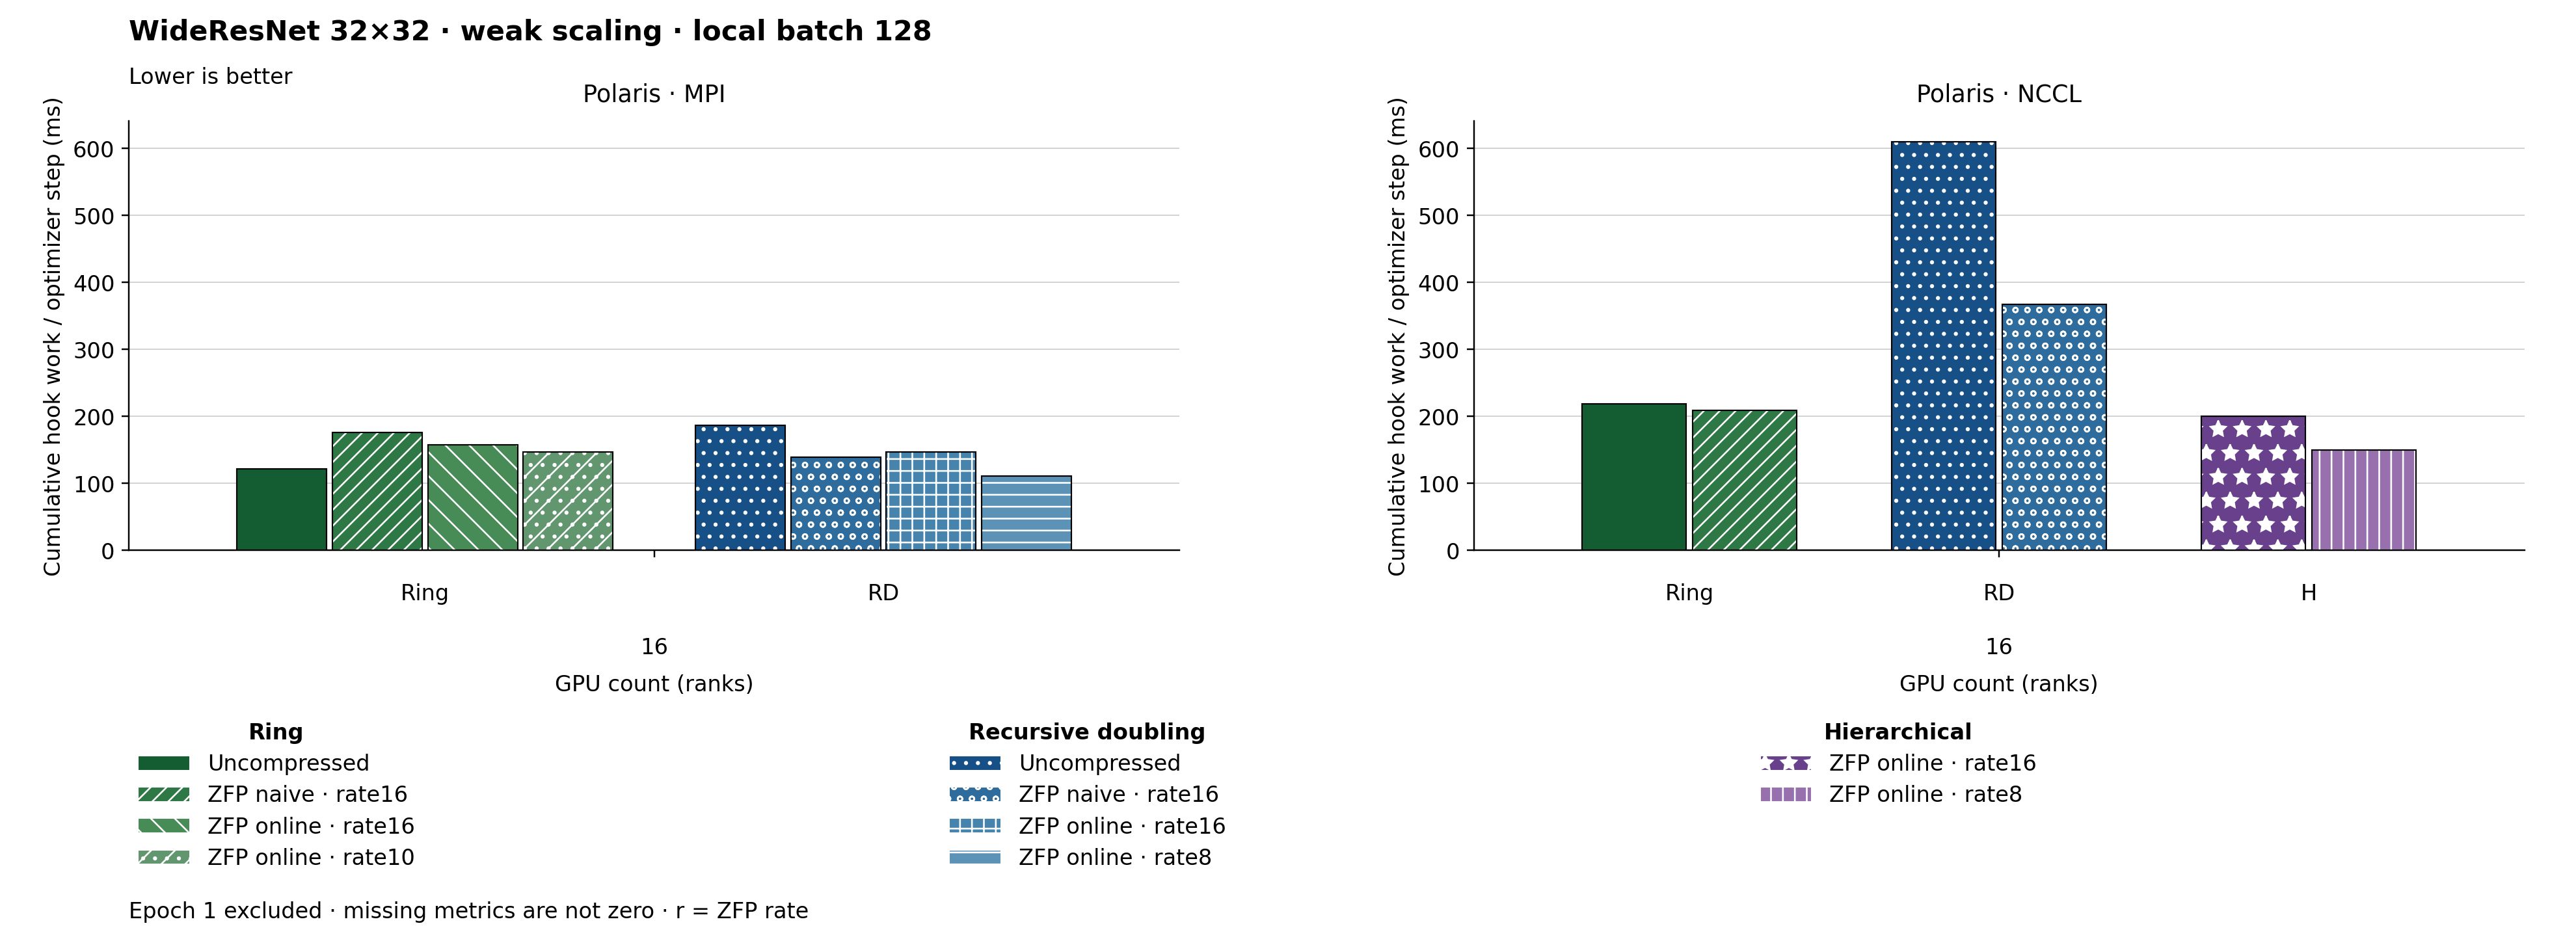 WideResNet 32×32 · weak scaling · local batch 128
Lower is better
Polaris · MPI
Cumulative hook work / optimizer step (ms)
600
500
400
300
200
100
0
Ring
RD
16
GPU count (ranks)
Polaris · NCCL
Cumulative hook work / optimizer step (ms)
600
500
400
300
200
100
0
Ring
RD
H
16
GPU count (ranks)
Ring
Uncompressed
ZFP naive · rate16
ZFP online · rate16
ZFP online · rate10
Recursive doubling
Uncompressed
ZFP naive · rate16
ZFP online · rate16
ZFP online · rate8
Hierarchical
ZFP online · rate16
ZFP online · rate8
Epoch 1 excluded · missing metrics are not zero · r = ZFP rate